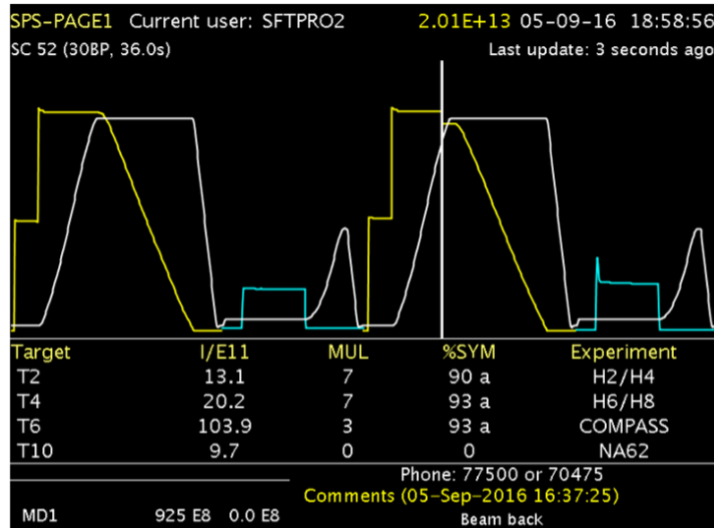 SPS-PAGE1 Current user: SFTPRO2 2.01E+13 05-09-16 18:58:56
SC 52 (30BP, 36.0s) Last update: 3 seconds ago
Target I/E11 MUL %SYM Experiment
T2 13.1 7 90 a H2/H4
T4 20.2 7 93 a H6/H8
T6 103.9 3 93 a COMPASS
T10 9.7 0 0 NA62
Phone: 77500 or 70475
Comments (05-Sep-2016 16:37:25)
MD1 925 E8 0.0 E8 Beam back